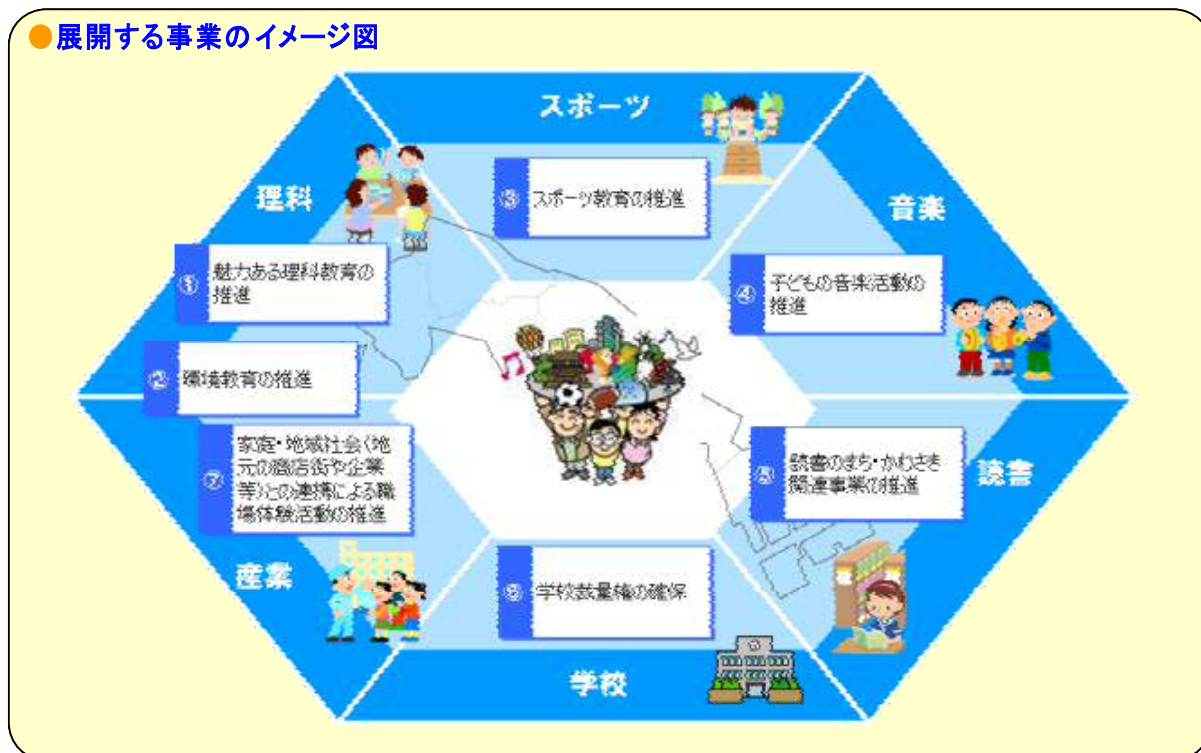 ●展開する事業のイメージ図
スポーツ
③ スポーツ教育の推進
理科
① 魅力ある理科教育の
推進
② 環境教育の推進
音楽
④ 子どもの音楽活動の
推進
読書
⑤ 読書のまち・かわさき
関連事業の推進
⑦ 家庭・地域社会(地
元の商店街や企業
等)との連携による職
場体験活動の推進
産業
⑥ 学校裁量権の確保
学校